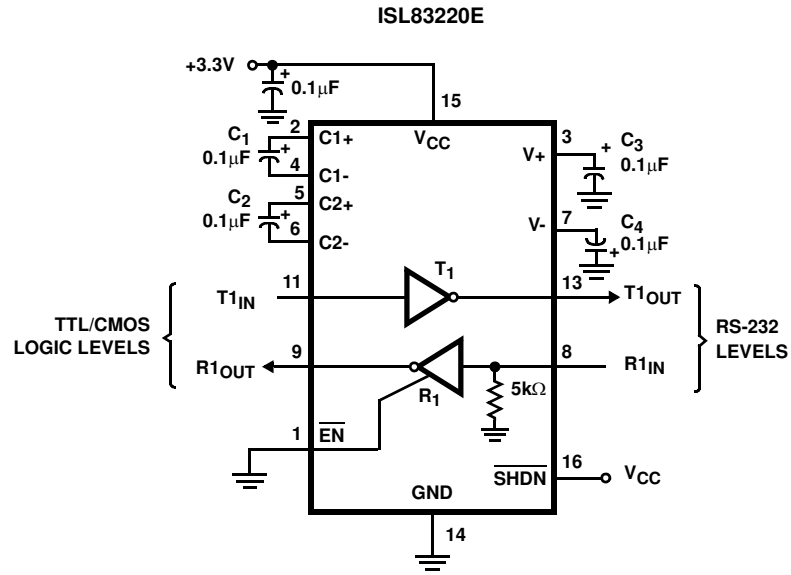 ISL83220E
+3.3V
+
0.1μF
15
VCC
C1
0.1μF
+
2
C1+
4
C1-
C2
0.1μF
+
5
C2+
6
C2-
3
V+
+
C3
0.1μF
7
V-
C4
0.1μF
+
T1IN
11
T1
13
T1OUT
TTL/CMOS
LOGIC LEVELS
RS-232
LEVELS
R1OUT
9
R1
5kΩ
8
R1IN
1
E̅N̅
S̅H̅D̅N̅
16
VCC
GND
14